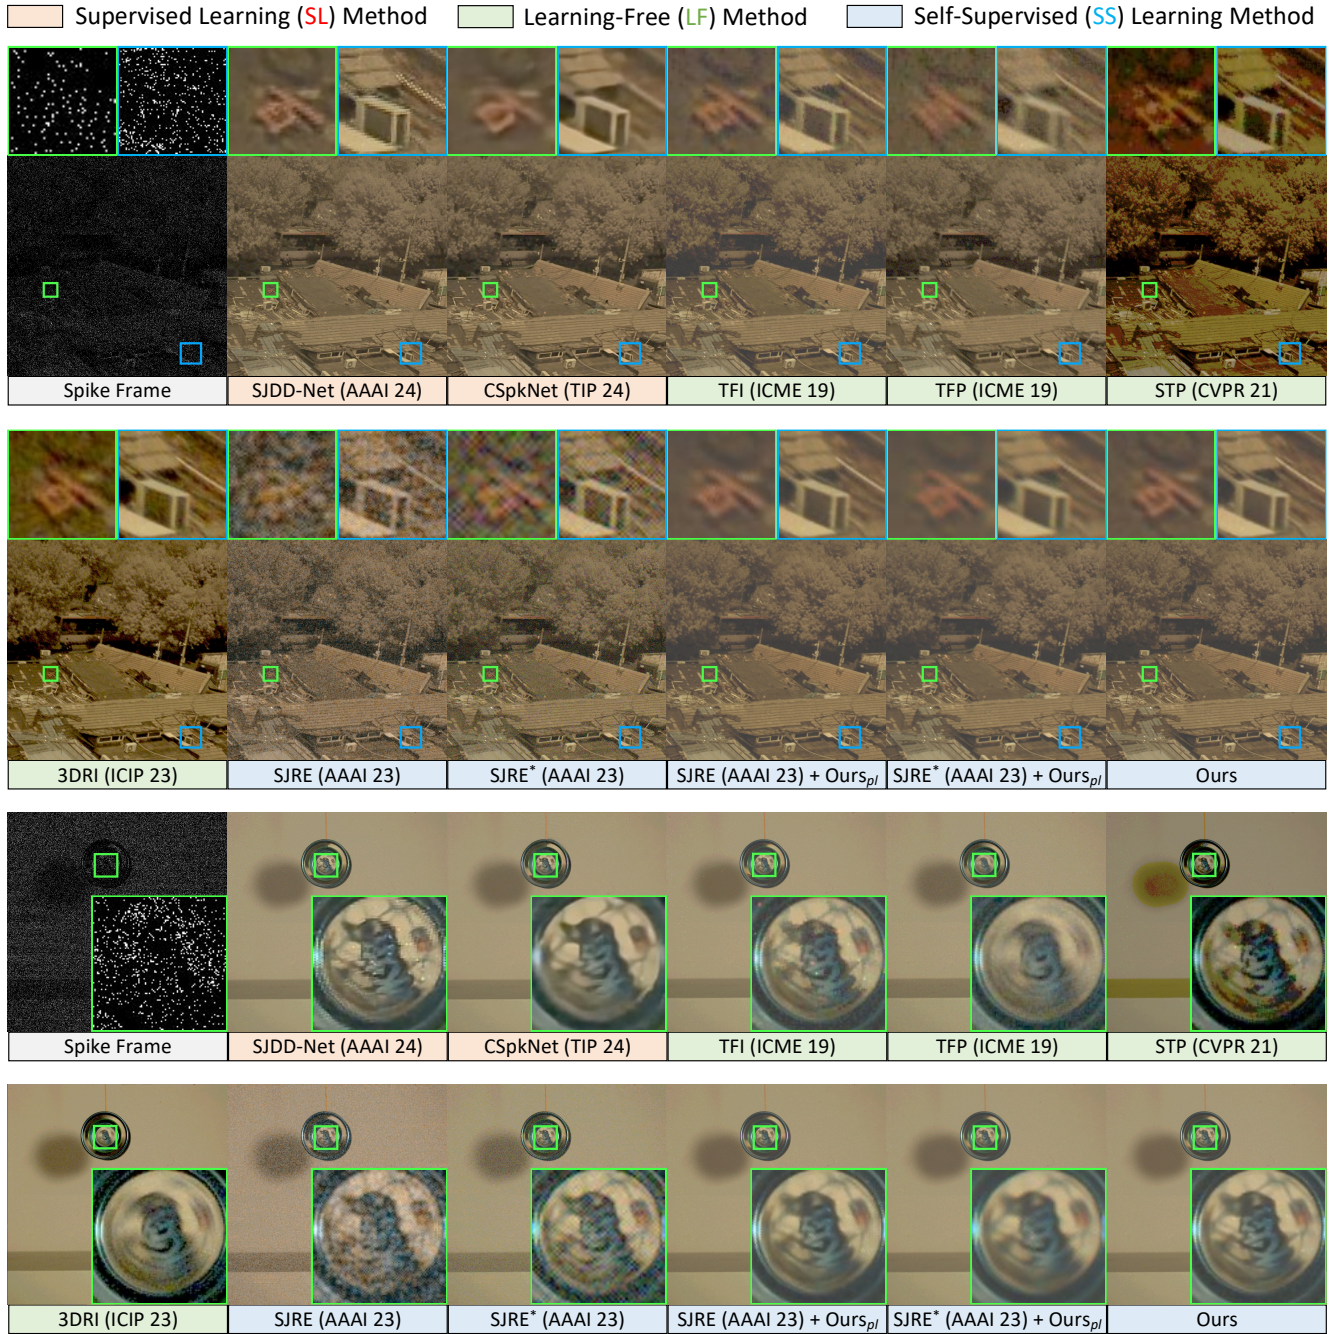 Supervised Learning (SL) Method Learning-Free (LF) Method Self-Supervised (SS) Learning Method
Spike Frame SJDD-Net (AAAI 24) CSpkNet (TIP 24) TFI (ICME 19) TFP (ICME 19) STP (CVPR 21)
3DRI (ICIP 23) SJRE (AAAI 23) SJRE* (AAAI 23) SJRE (AAAI 23) + Ours_pl SJRE* (AAAI 23) + Ours_pl Ours
Spike Frame SJDD-Net (AAAI 24) CSpkNet (TIP 24) TFI (ICME 19) TFP (ICME 19) STP (CVPR 21)
3DRI (ICIP 23) SJRE (AAAI 23) SJRE* (AAAI 23) SJRE (AAAI 23) + Ours_pl SJRE* (AAAI 23) + Ours_pl Ours